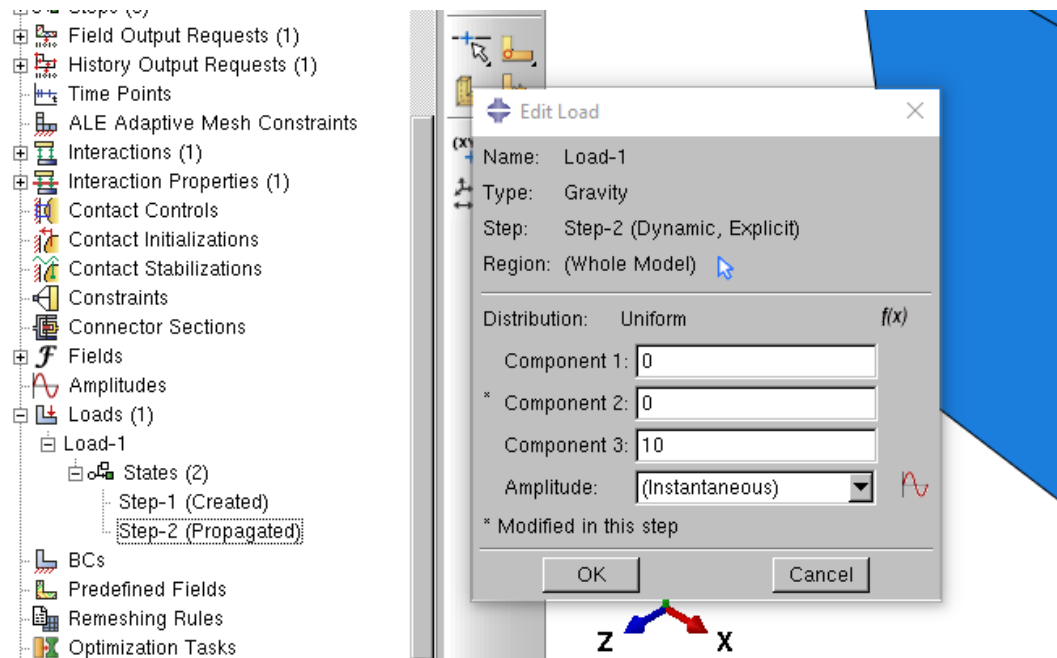 Field Output Requests (1)
History Output Requests (1)
Time Points
ALE Adaptive Mesh Constraints
Interactions (1)
Interaction Properties (1)
Contact Controls
Contact Initializations
Contact Stabilizations
Constraints
Connector Sections
Fields
Amplitudes
Loads (1)
Load-1
States (2)
Step-1 (Created)
Step-2 (Propagated)
BCs
Predefined Fields
Remeshing Rules
Optimization Tasks
Edit Load
Name: Load-1
Type: Gravity
Step: Step-2 (Dynamic, Explicit)
Region: (Whole Model)
Distribution: Uniform f(x)
Component 1: 0
* Component 2: 0
Component 3: 10
Amplitude: (Instantaneous)
* Modified in this step
OK Cancel
Z X